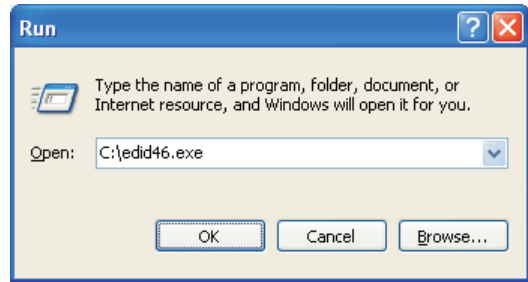 Run
Type the name of a program, folder, document, or
Internet resource, and Windows will open it for you.
Open: C:\edid46.exe
OK Cancel Browse...